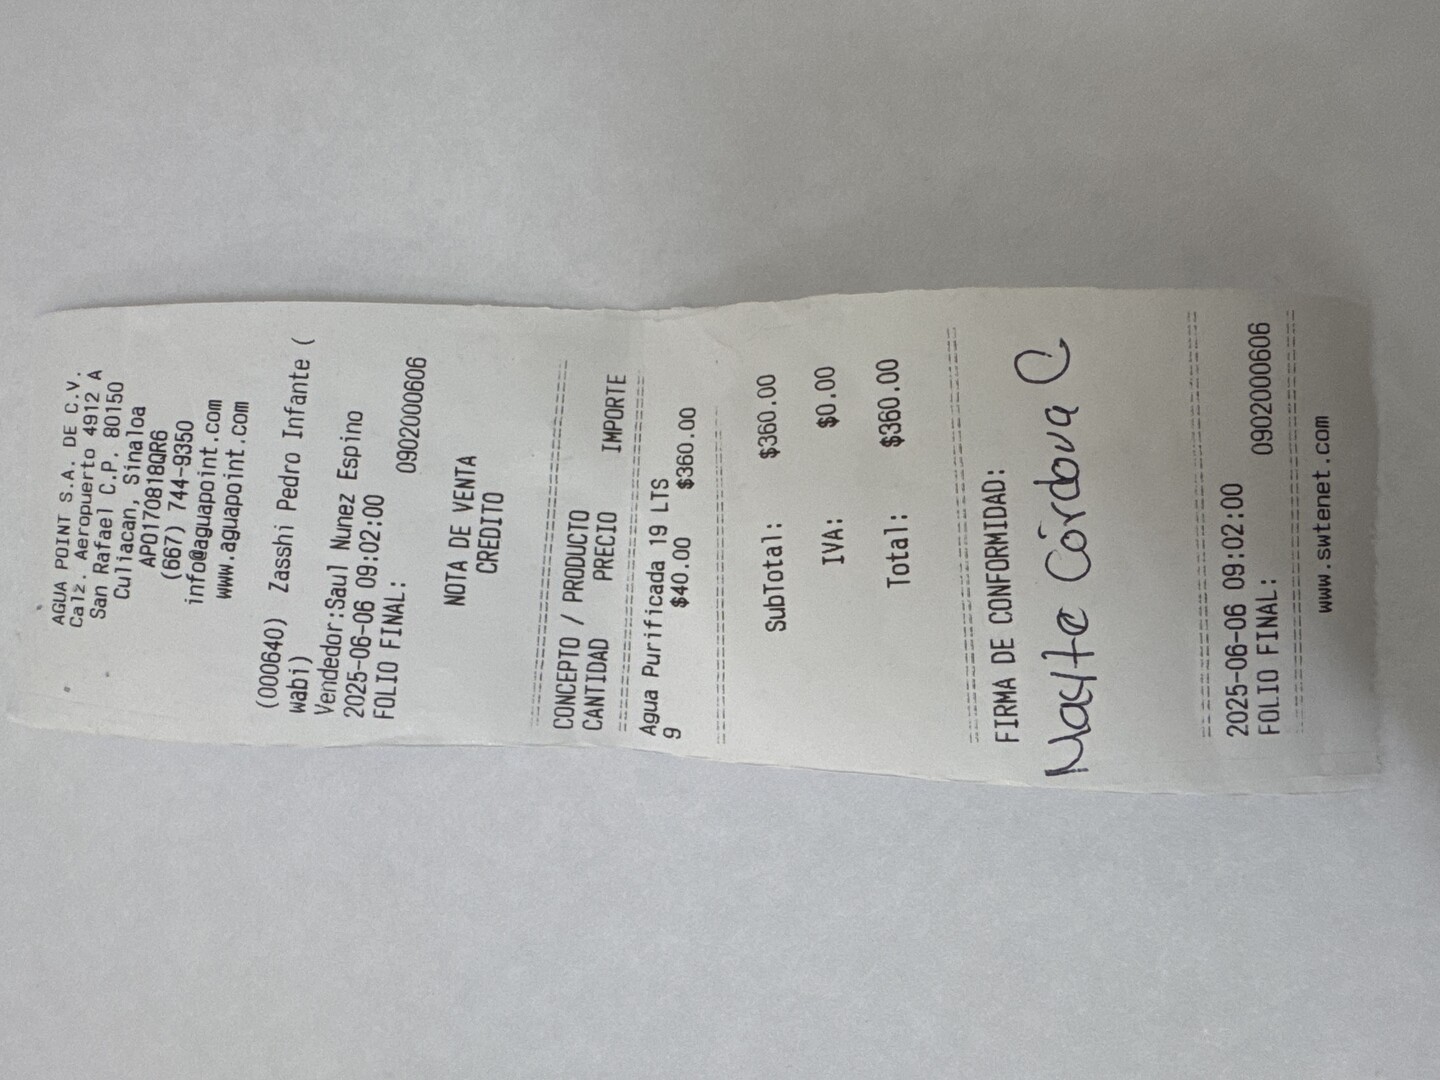 AGUA POINT S.A. DE C.V.
Calz. Aeropuerto 4912 A
San Rafael C.P. 80150
Culiacan, Sinaloa
APO170818QR6
(667) 744-9350
info@aguapoint.com
www.aguapoint.com
(000640) Zasshi Pedro Infante (
wabi)
Vendedor:Saul Nunez Espino
2025-06-06 09:02:00
FOLIO FINAL: 0902000606
NOTA DE VENTA
CREDITO
CONCEPTO / PRODUCTO
CANTIDAD PRECIO IMPORTE
Agua Purificada 19 LTS
9 $40.00 $360.00
SubTotal: $360.00
IVA: $0.00
Total: $360.00
FIRMA DE CONFORMIDAD:
Mayte Córdova C
2025-06-06 09:02:00
FOLIO FINAL: 0902000606
www.swtenet.com